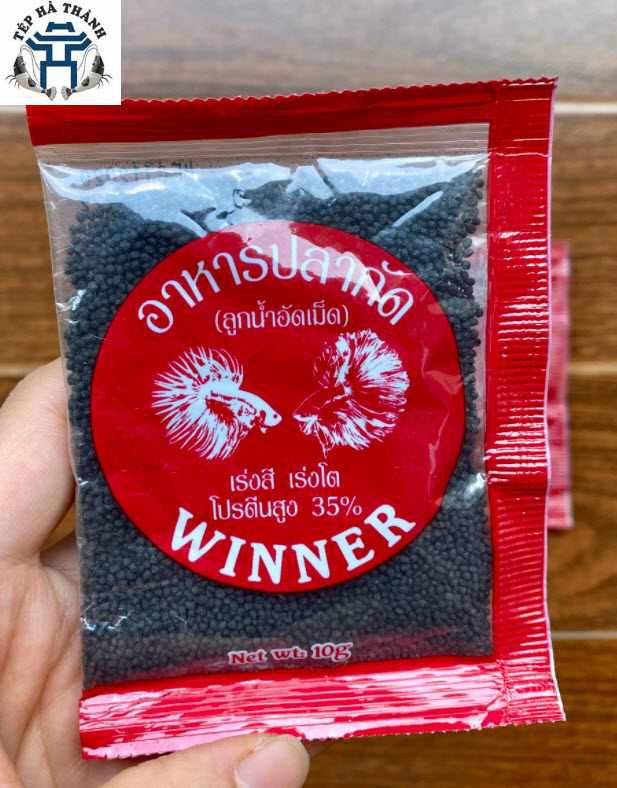 TÉP HÀ THÀNH
อาหารปลากัด
(ลูกน้ำอัดเม็ด)
เร่งสี เร่งโต
โปรตีนสูง 35%
WINNER
Net wt: 10g